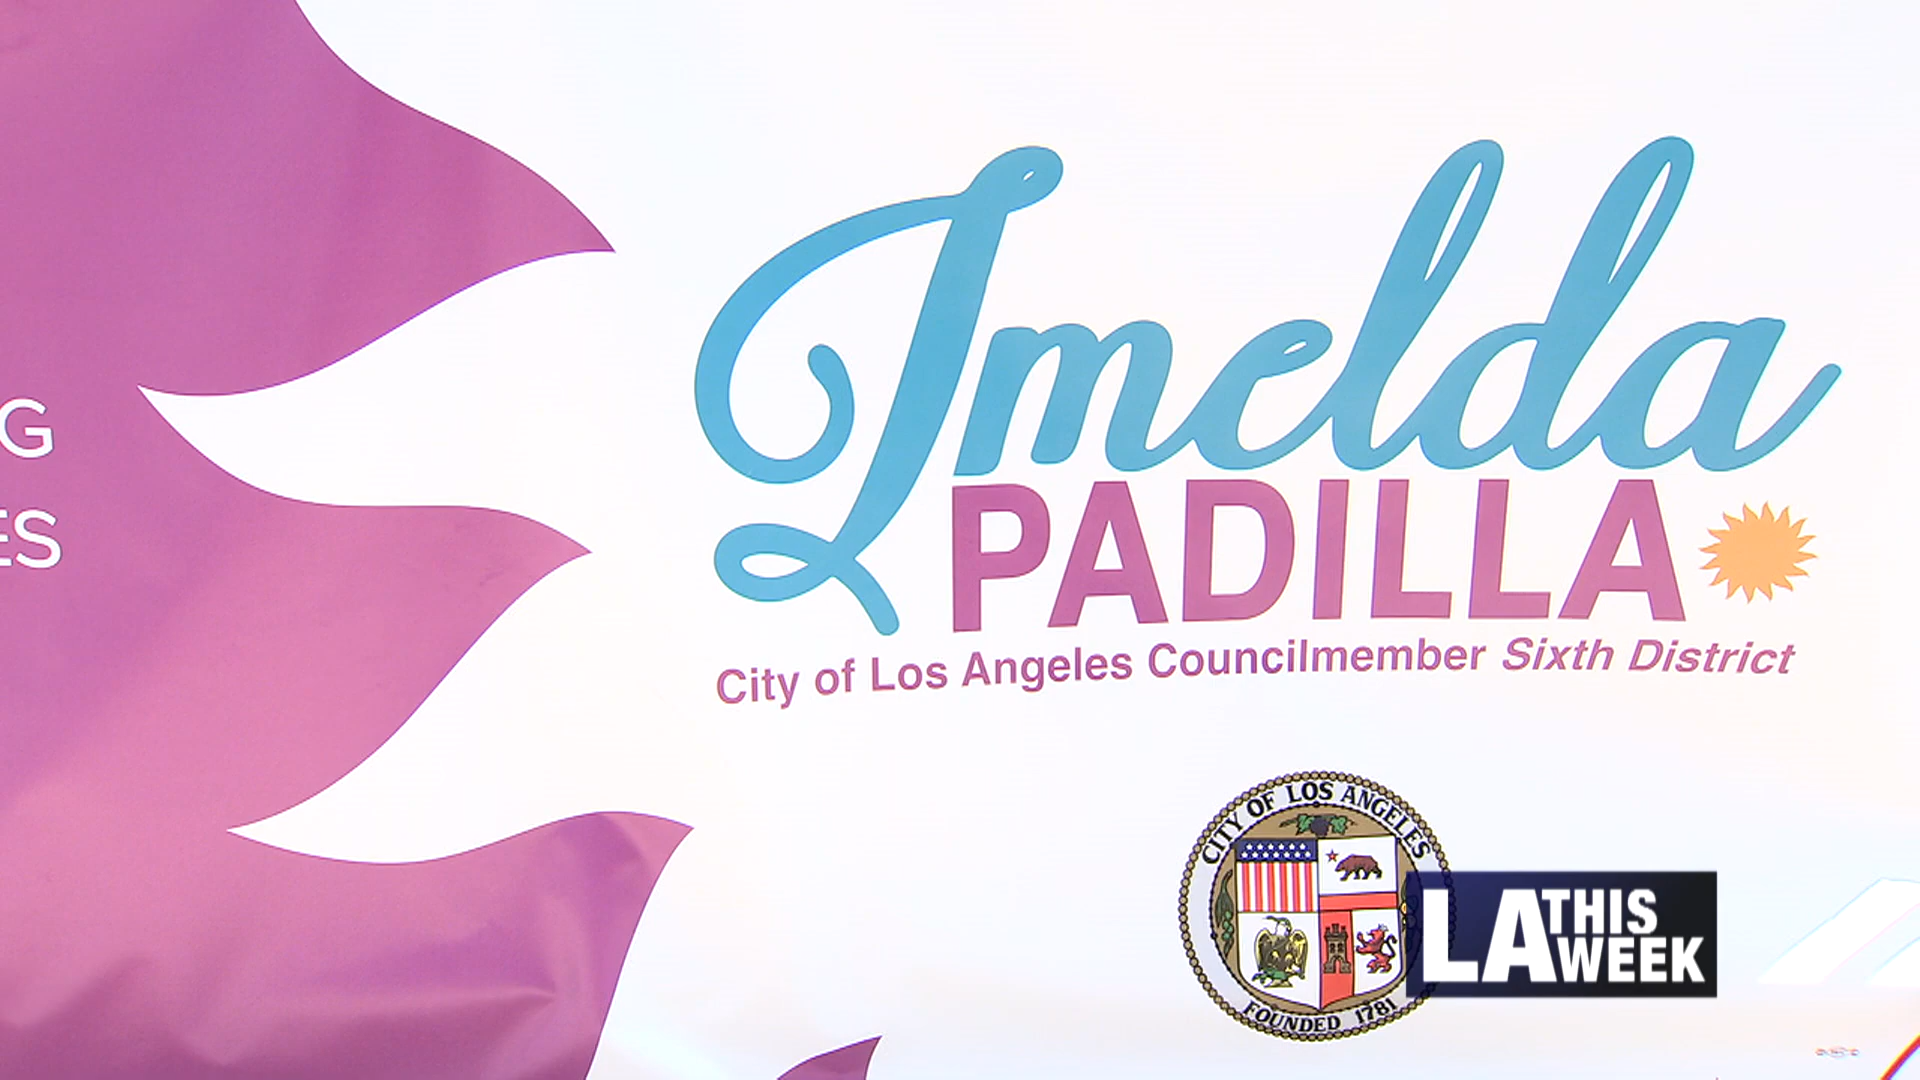 G
ES
Imelda
PADILLA
City of Los Angeles Councilmember Sixth District
CITY OF LOS ANGELES
FOUNDED 1781
LA THIS WEEK